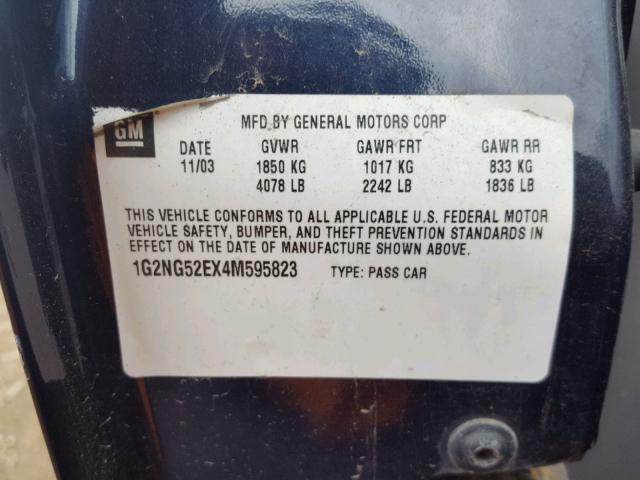 GM
MFD BY GENERAL MOTORS CORP
DATE GVWR GAWR FRT GAWR RR
11/03 1850 KG 1017 KG 833 KG
4078 LB 2242 LB 1836 LB
THIS VEHICLE CONFORMS TO ALL APPLICABLE U.S. FEDERAL MOTOR
VEHICLE SAFETY, BUMPER, AND THEFT PREVENTION STANDARDS IN
EFFECT ON THE DATE OF MANUFACTURE SHOWN ABOVE.
1G2NG52EX4M595823 TYPE: PASS CAR